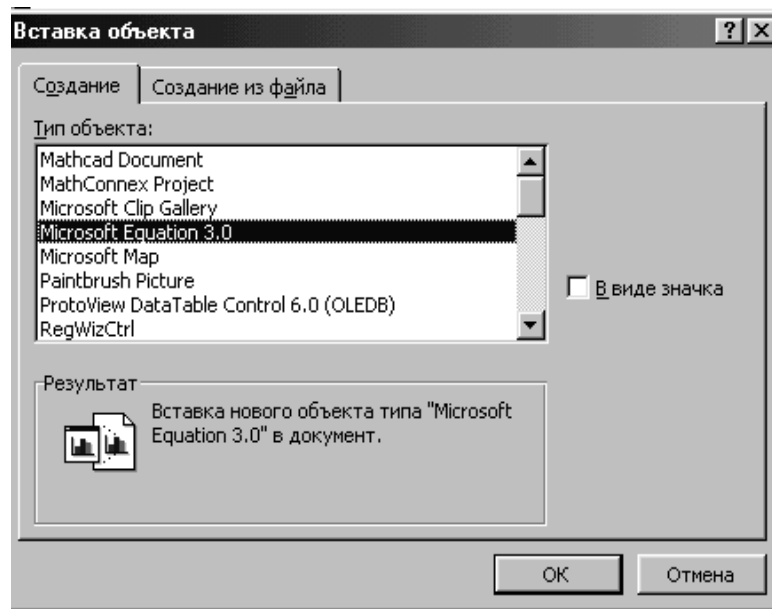 Вставка объекта
Создание
Создание из файла
Тип объекта:
Mathcad Document
MathConnex Project
Microsoft Clip Gallery
Microsoft Equation 3.0
Microsoft Map
Paintbrush Picture
ProtoView DataTable Control 6.0 (OLEDB)
RegWizCtrl
В виде значка
Результат
Вставка нового объекта типа "Microsoft
Equation 3.0" в документ.
ОК
Отмена